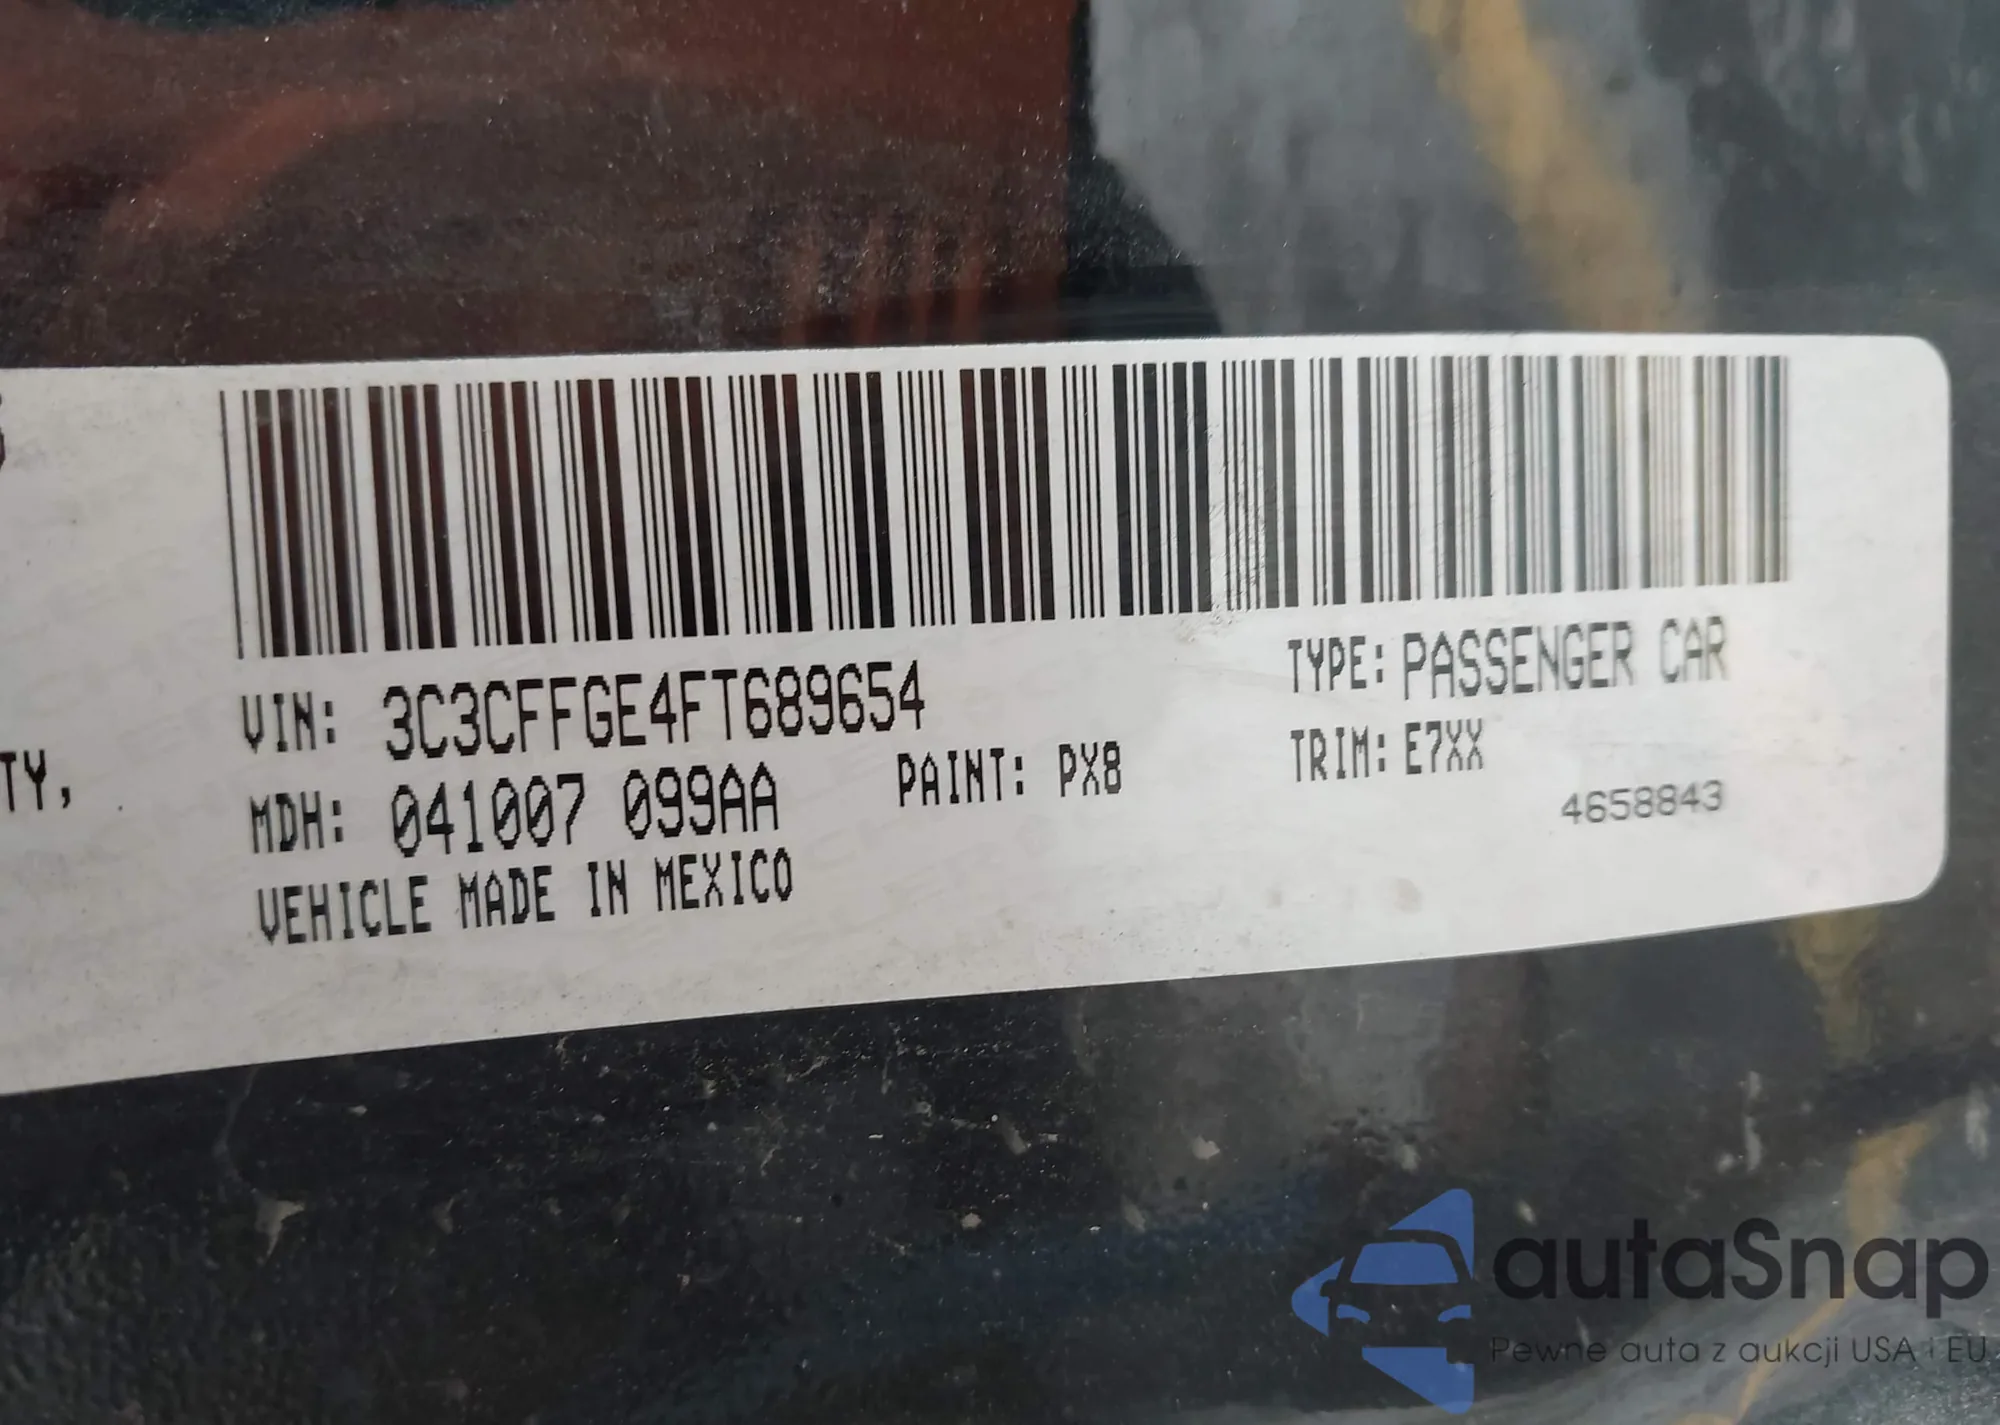 TY,
VIN: 3C3CFFGE4FT689654
TYPE: PASSENGER CAR
MDH: 041007 099AA
PAINT: PX8
TRIM: E7XX
4658843
VEHICLE MADE IN MEXICO
autaSnap
Pewne auta z aukcji USA i EU